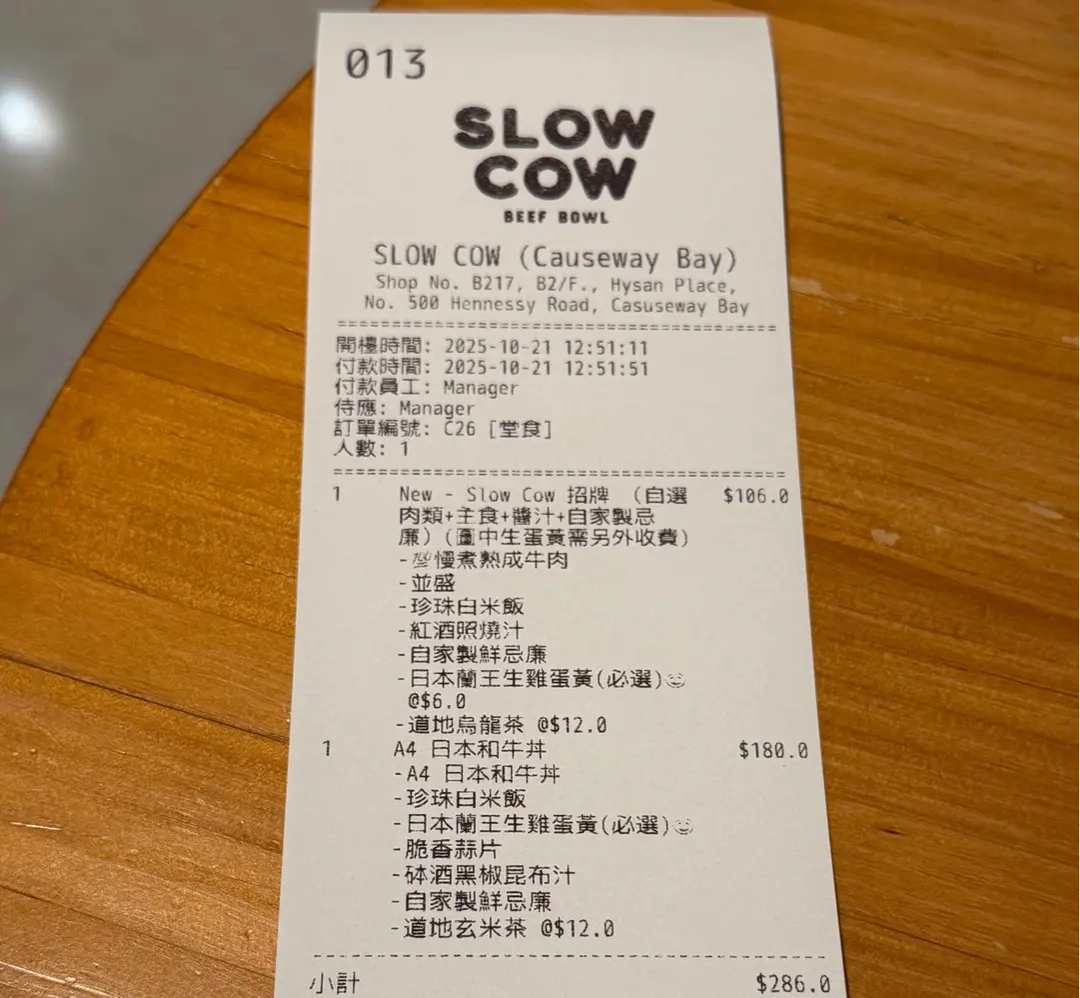 013
SLOW
COW
BEEF BOWL
SLOW COW (Causeway Bay)
Shop No. B217, B2/F., Hysan Place,
No. 500 Hennessy Road, Casuseway Bay
開檯時間: 2025-10-21 12:51:11
付款時間: 2025-10-21 12:51:51
付款員工: Manager
侍應: Manager
訂單編號: C26 [堂食]
人數: 1
1 New - Slow Cow 招牌 (自選 $106.0
肉類+主食+醬汁+自家製忌
廉) (圖中生蛋黃需另外收費)
-慢煮熟成牛肉
-並盛
-珍珠白米飯
-紅酒照燒汁
-自家製鮮忌廉
-日本蘭王生雞蛋黃(必選)😋
@$6.0
-道地烏龍茶 @$12.0
1 A4 日本和牛丼 $180.0
-A4 日本和牛丼
-珍珠白米飯
-日本蘭王生雞蛋黃(必選)😋
-脆香蒜片
-砵酒黑椒昆布汁
-自家製鮮忌廉
-道地玄米茶 @$12.0
小計 $286.0